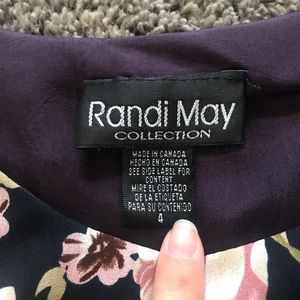 Randi May
COLLECTION
MADE IN CANADA
HECHO EN CANADA
SEE SIDE LABEL FOR
CONTENT
MIRE EL COSTADO
DE LA ETIQUETA
PARA SU CONTENIDO
4